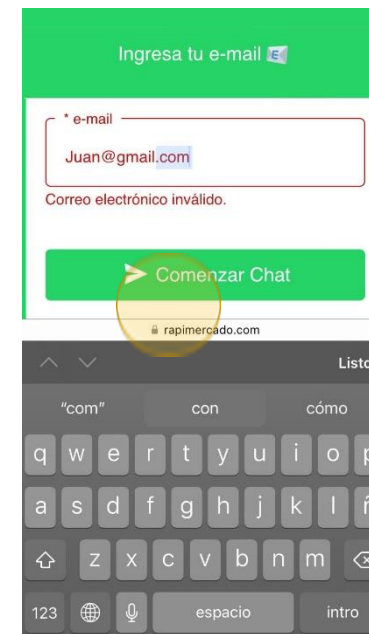 Ingresa tu e-mail 📧
* e-mail
Juan@gmail.com
Correo electrónico inválido.
Comenzar Chat
rapimercado.com
Listo
"com" con cómo
q w e r t y u i o p
a s d f g h j k l ñ
z x c v b n m
123 espacio intro